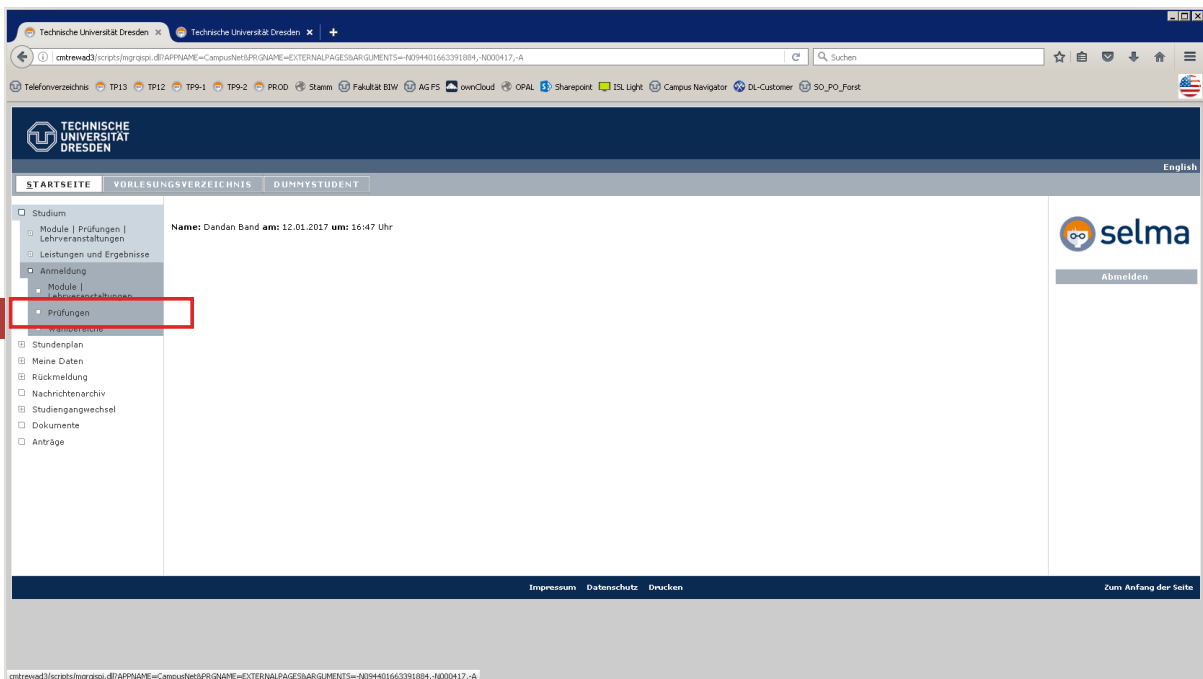 Technische Universität Dresden
Technische Universität Dresden
cmtrewad3/scripts/mgrqispi.dll?APPNAME=CampusNet&PRGNAME=EXTERNALPAGES&ARGUMENTS=-N094401663391884,-N000417,-A
Suchen
Telefonverzeichnis TP13 TP12 TP9-1 TP9-2 PROD Stamm Fakultät BIW AG FS ownCloud OPAL Sharepoint ISL Light Campus Navigator DL-Customer SO_PO_Forst
TECHNISCHE
UNIVERSITÄT
DRESDEN
English
STARTSEITE VORLESUNGSVERZEICHNIS DUMMYSTUDENT
Studium
Module | Prüfungen |
Lehrveranstaltungen
Leistungen und Ergebnisse
Anmeldung
Module |
Lehrveranstaltungen
Prüfungen
Wahlbereiche
Stundenplan
Meine Daten
Rückmeldung
Nachrichtenarchiv
Studiengangwechsel
Dokumente
Anträge
Name: Dandan Band am: 12.01.2017 um: 16:47 Uhr
selma
Abmelden
Impressum Datenschutz Drucken
Zum Anfang der Seite
cmtrewad3/scripts/mgrqispi.dll?APPNAME=CampusNet&PRGNAME=EXTERNALPAGES&ARGUMENTS=-N094401663391884,-N000417,-A